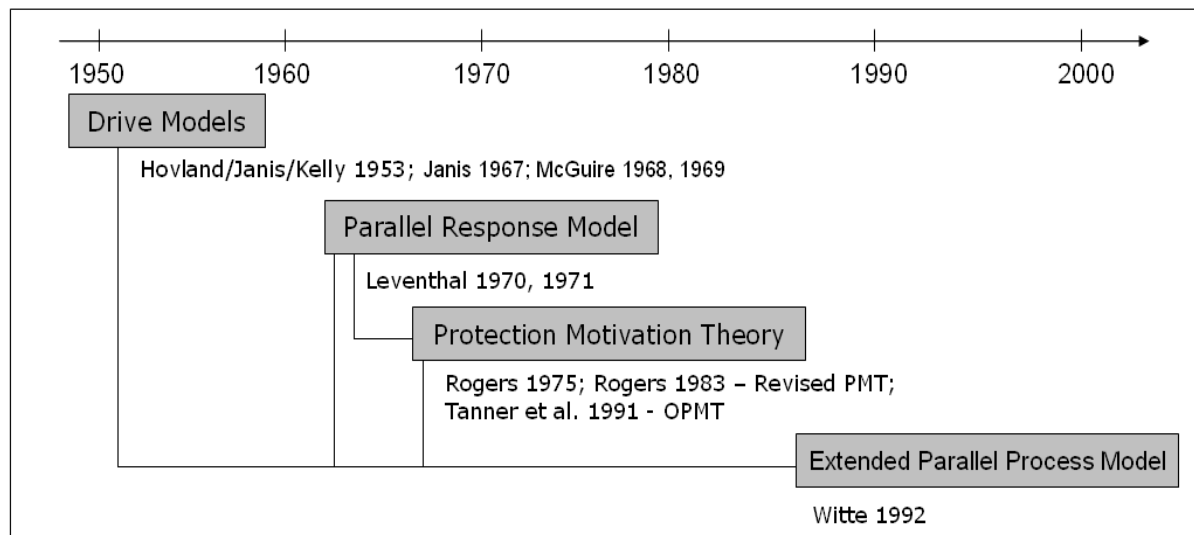 1950 1960 1970 1980 1990 2000
Drive Models
Hovland/Janis/Kelly 1953; Janis 1967; McGuire 1968, 1969
Parallel Response Model
Leventhal 1970, 1971
Protection Motivation Theory
Rogers 1975; Rogers 1983 – Revised PMT;
Tanner et al. 1991 - OPMT
Extended Parallel Process Model
Witte 1992